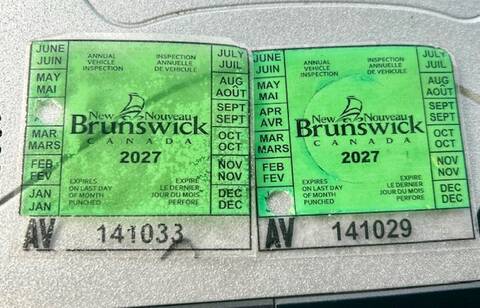 JUNE
JUIN
ANNUAL
VEHICLE
INSPECTION
INSPECTION
ANNUELLE
DE VÉHICULE
JULY
JUIL
MAY
MAI
AUG
AOÛT
SEPT
SEPT
New Nouveau
Brunswick
CANADA
MAR
MARS
OCT
OCT
2027
FEB
FEV
NOV
NOV
EXPIRES
ON LAST DAY
OF MONTH
PUNCHED
EXPIRE
LE DERNIER
JOUR DU MOIS
PERFORE
JAN
JAN
DEC
DEC
AV 141033
JUNE
JUIN
ANNUAL
VEHICLE
INSPECTION
INSPECTION
ANNUELLE
DE VÉHICULE
JULY
JUIL
MAY
MAI
AUG
AOÛT
APR
AVR
SEPT
SEPT
New Nouveau
Brunswick
CANADA
MAR
MARS
OCT
OCT
2027
FEB
FEV
NOV
NOV
EXPIRES
ON LAST DAY
OF MONTH
PUNCHED
EXPIRE
LE DERNIER
JOUR DU MOIS
PERFORE
DEC
DEC
AV 141029